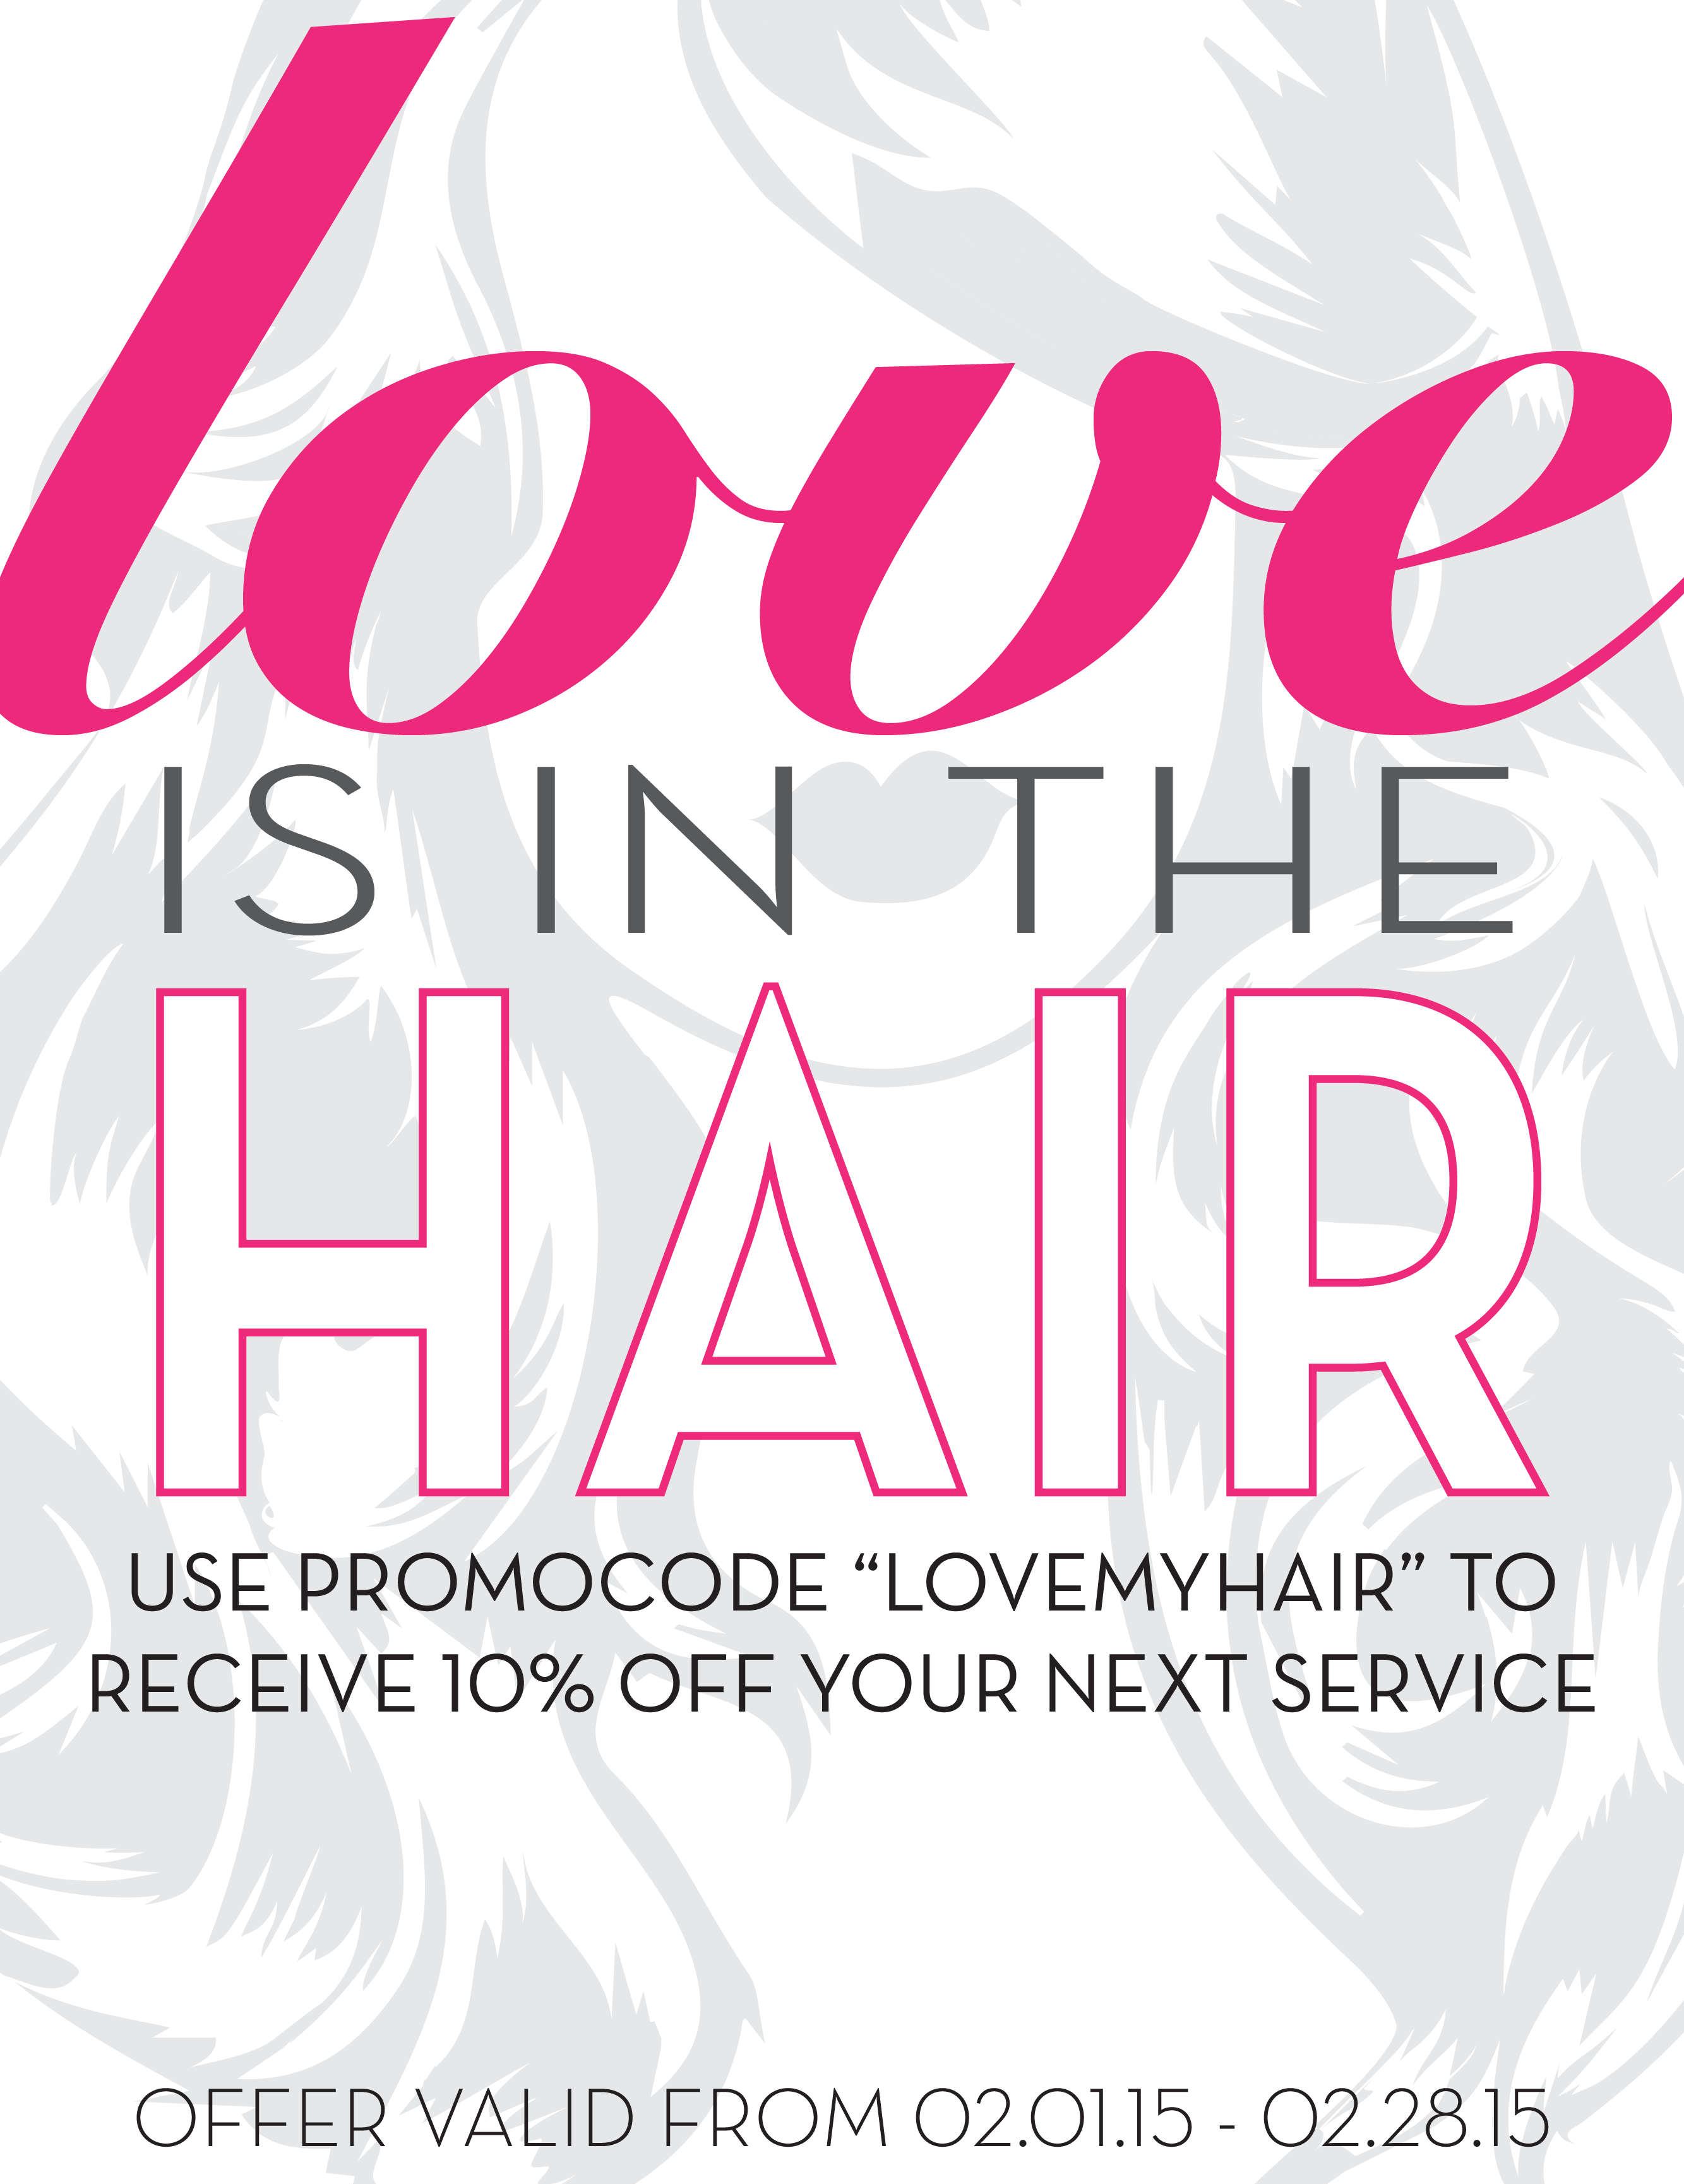 love
IS IN THE
HAIR
USE PROMOCODE “LOVEMYHAIR” TO
RECEIVE 10% OFF YOUR NEXT SERVICE
OFFER VALID FROM 02.01.15 - 02.28.15